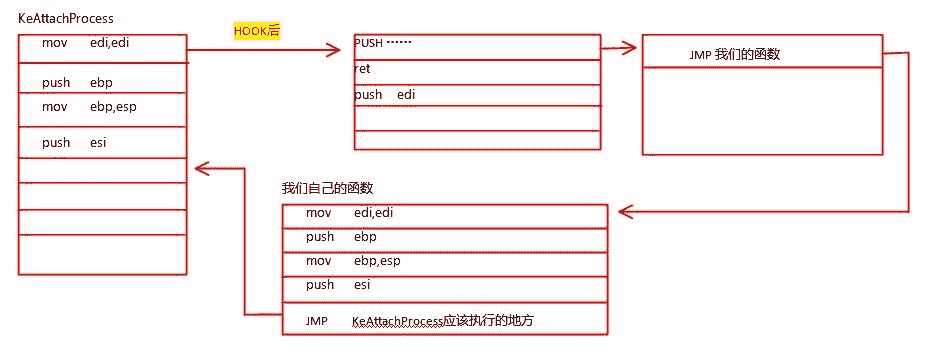 KeAttachProcess
mov edi,edi
push ebp
mov ebp,esp
push esi
HOOK后
PUSH ……
ret
push edi
JMP 我们的函数
我们自己的函数
mov edi,edi
push ebp
mov ebp,esp
push esi
JMP KeAttachProcess应该执行的地方